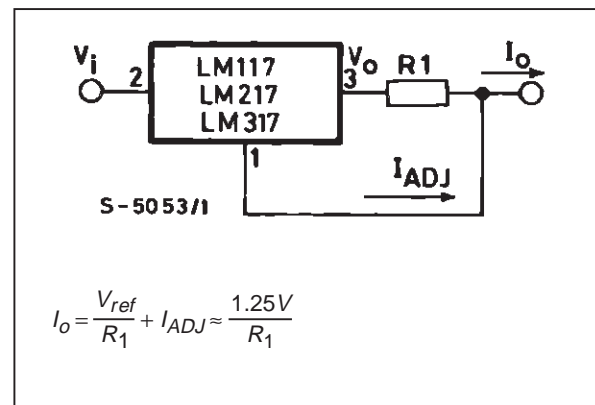 Vi
2
LM117
LM217
LM317
Vo
3
R1
Io
1
IADJ
S-5053/1
Io = Vref/R1 + IADJ ≈ 1.25V/R1